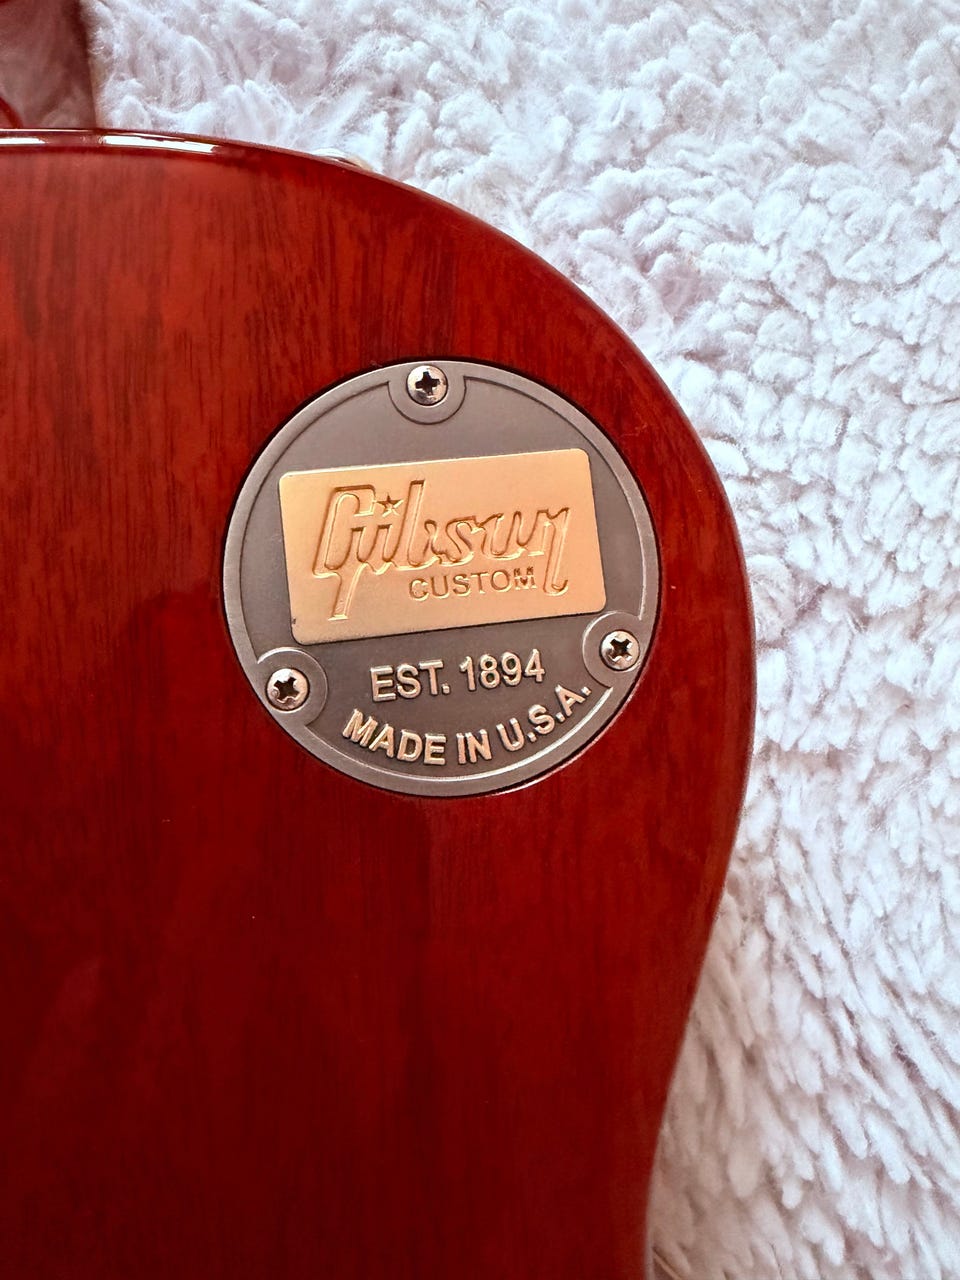 Gibson
CUSTOM
EST. 1894
MADE IN U.S.A.